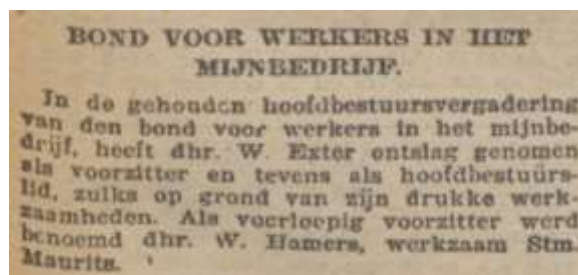 BOND VOOR WERKERS IN HET
MIJNBEDRIJF.
In de gehouden hoofdbestuursvergadering
van den bond voor werkers in het mijnbe-
drijf, heeft dhr. W. Exter ontslag genomen
als voorzitter en tevens als hoofdbestuurs-
lid, zulks op grond van zijn drukke werk-
zaamheden. Als voorloopig voorzitter werd
benoemd dhr. W. Hamers, werkzaam Stm.
Maurits.